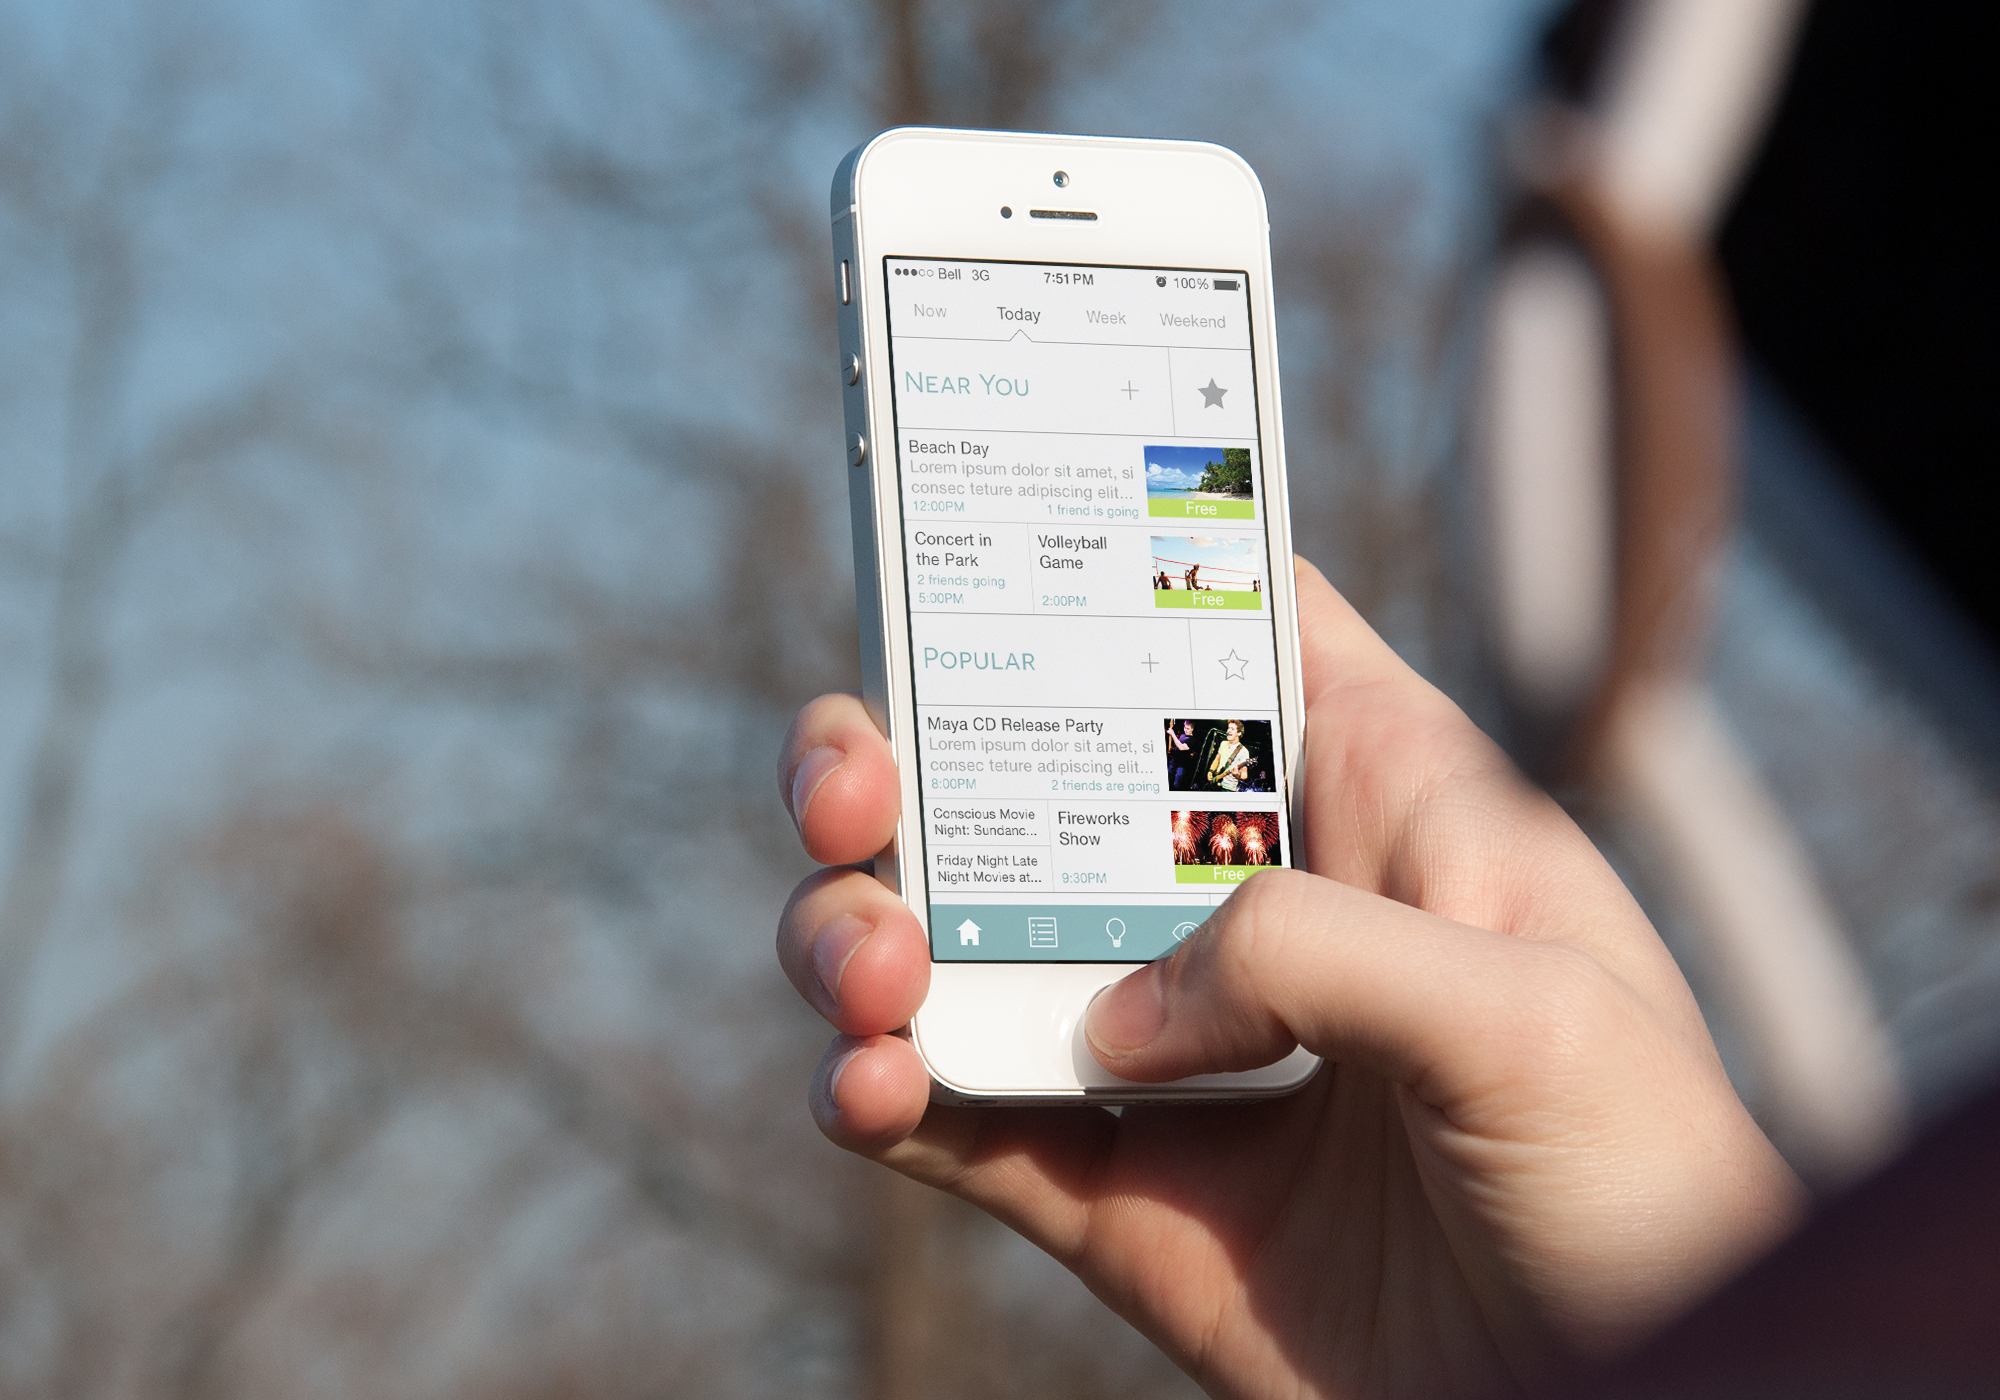 Bell 3G 7:51 PM 100%
Now Today Week Weekend
NEAR YOU
Beach Day
Lorem ipsum dolor sit amet, si
consec teture adipiscing elit...
12:00PM 1 friend is going
Free
Concert in
the Park
2 friends going
5:00PM
Volleyball
Game
2:00PM
Free
POPULAR
Maya CD Release Party
Lorem ipsum dolor sit amet, si
consec teture adipiscing elit...
8:00PM 2 friends are going
Conscious Movie
Night: Sundanc...
Friday Night Late
Night Movies at...
Fireworks
Show
9:30PM
Free